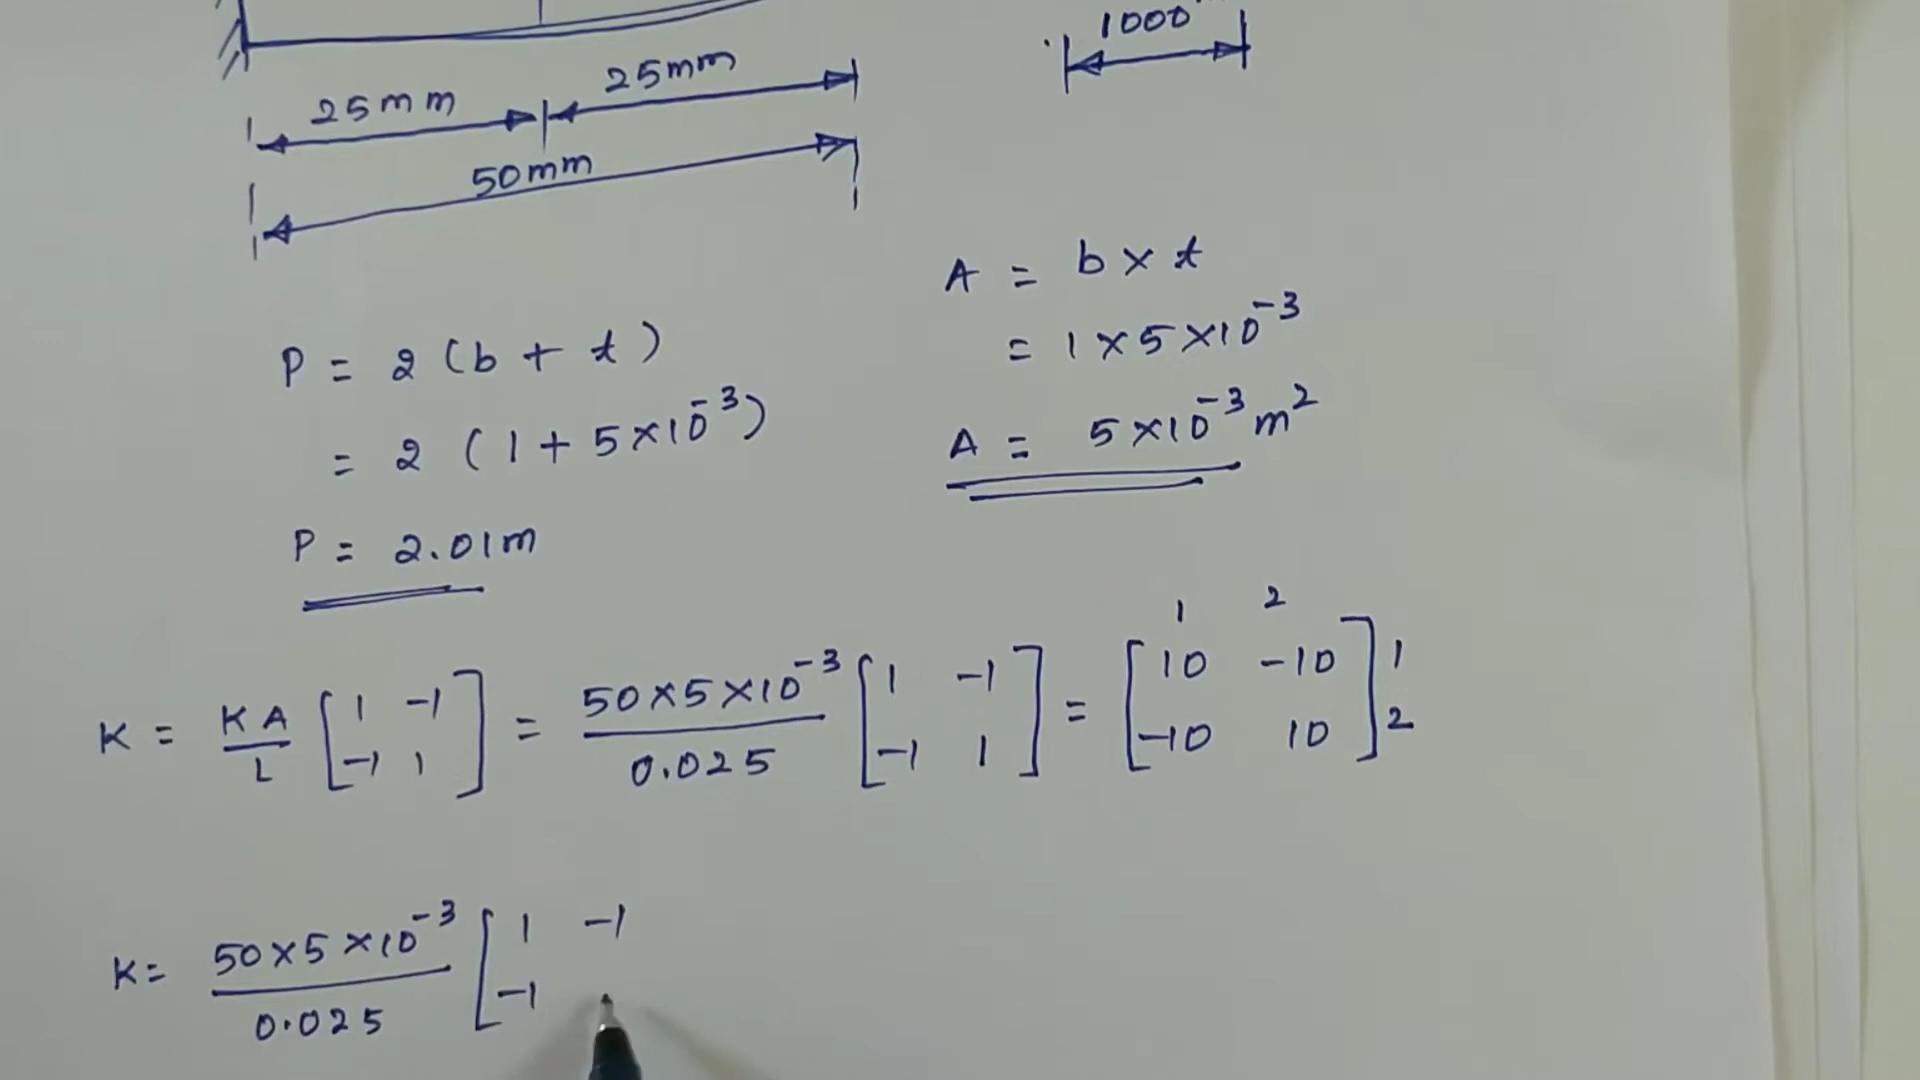 1000
25mm
25mm
50mm
A = b × t
= 1 × 5 × 10⁻³
A = 5 × 10⁻³ m²
P = 2 (b + t)
= 2 (1 + 5 × 10⁻³)
P = 2.01m
1 2
K = KA/L [1 -1; -1 1] = 50 × 5 × 10⁻³/0.025 [1 -1; -1 1] = [10 -10; -10 10] 1 2
K = 50 × 5 × 10⁻³/0.025 [1 -1; -1